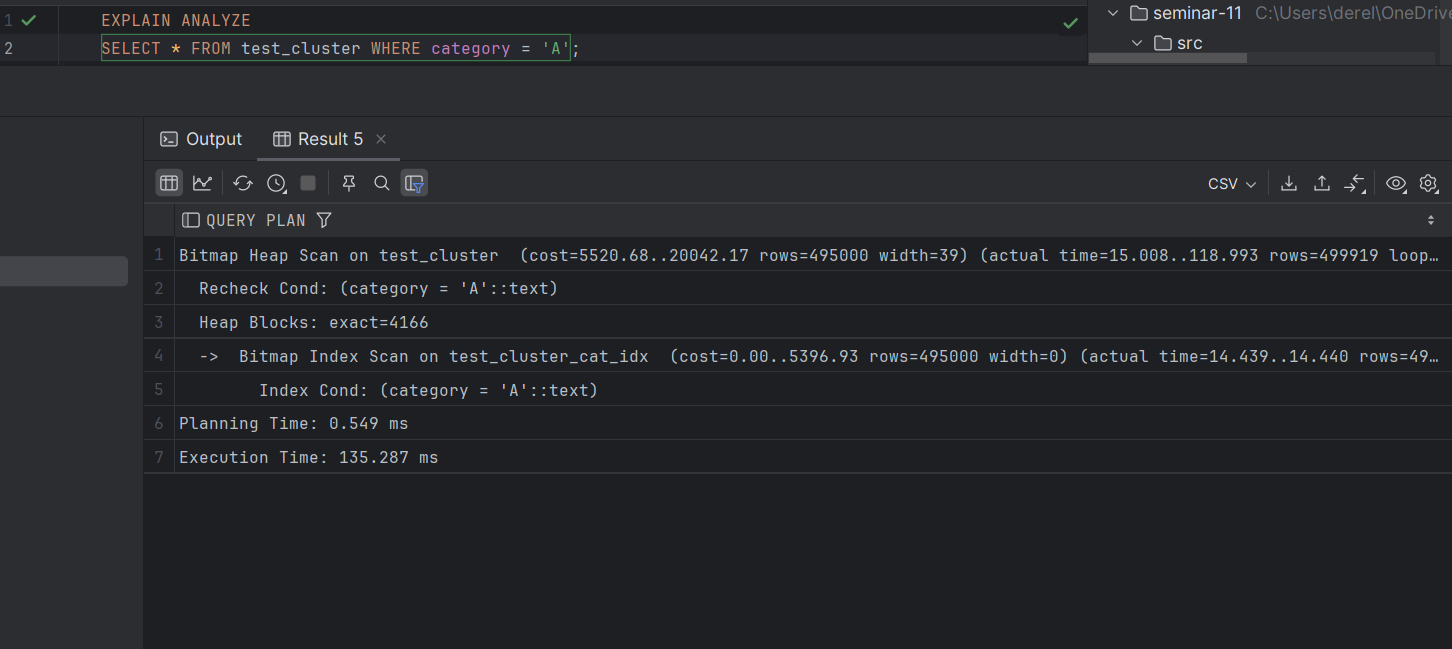 1 EXPLAIN ANALYZE
2 SELECT * FROM test_cluster WHERE category = 'A';
seminar-11 C:\Users\derel\OneDrive
src
Output Result 5
CSV
QUERY PLAN
1 Bitmap Heap Scan on test_cluster (cost=5520.68..20042.17 rows=495000 width=39) (actual time=15.008..118.993 rows=499919 loop…
2 Recheck Cond: (category = 'A'::text)
3 Heap Blocks: exact=4166
4 -> Bitmap Index Scan on test_cluster_cat_idx (cost=0.00..5396.93 rows=495000 width=0) (actual time=14.439..14.440 rows=49…
5 Index Cond: (category = 'A'::text)
6 Planning Time: 0.549 ms
7 Execution Time: 135.287 ms